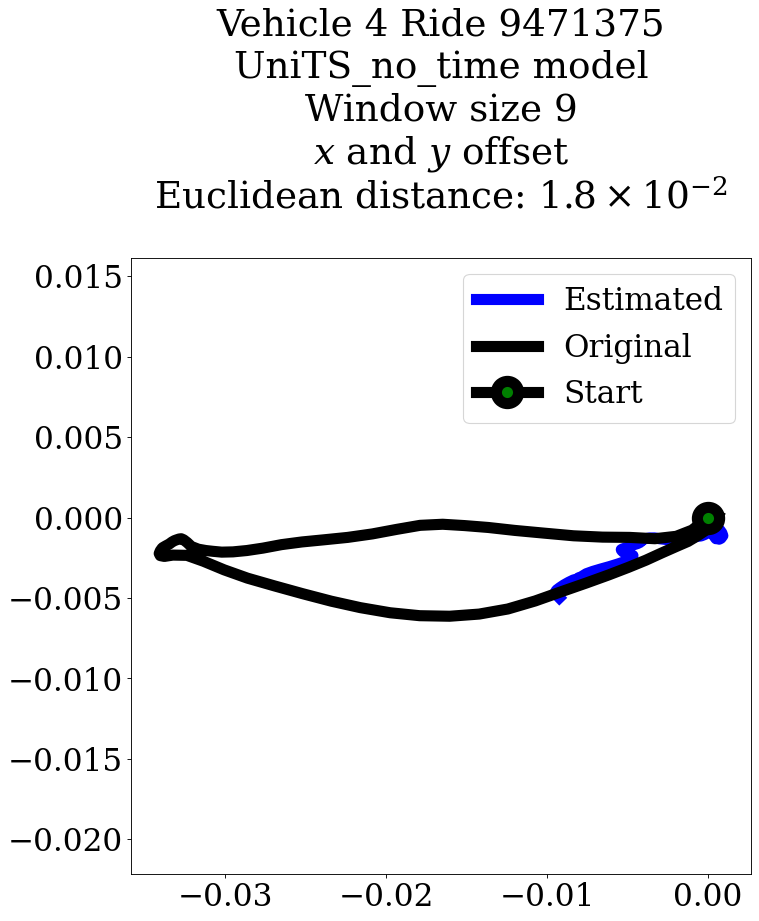 Vehicle 4 Ride 9471375
UniTS_no_time model
Window size 9
x and y offset
Euclidean distance: 1.8 × 10⁻²
Estimated
Original
Start
0.015
0.010
0.005
0.000
−0.005
−0.010
−0.015
−0.020
−0.03 −0.02 −0.01 0.00